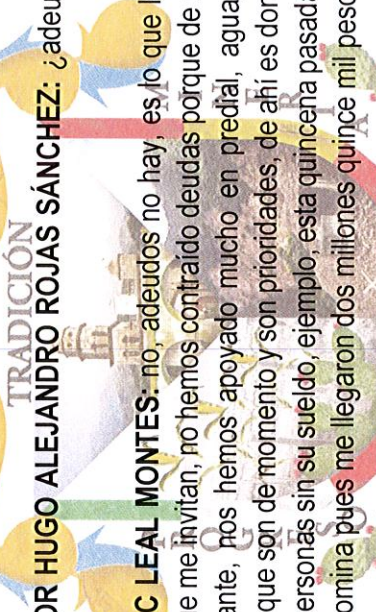 TRADICIÓN
OR HUGO ALEJANDRO ROJAS SÁNCHEZ: ¿adeu
C LEAL MONTES: no, adeudos no hay, es lo que l
e me invitan, no hemos contraído deudas porque de
ante, nos hemos apoyado mucho en predial, agua
que son de momento y son prioridades, de ahí es don
ersonas sin su sueldo, ejemplo, esta quincena pasada
omina pues me llegaron dos millones quince mil peso